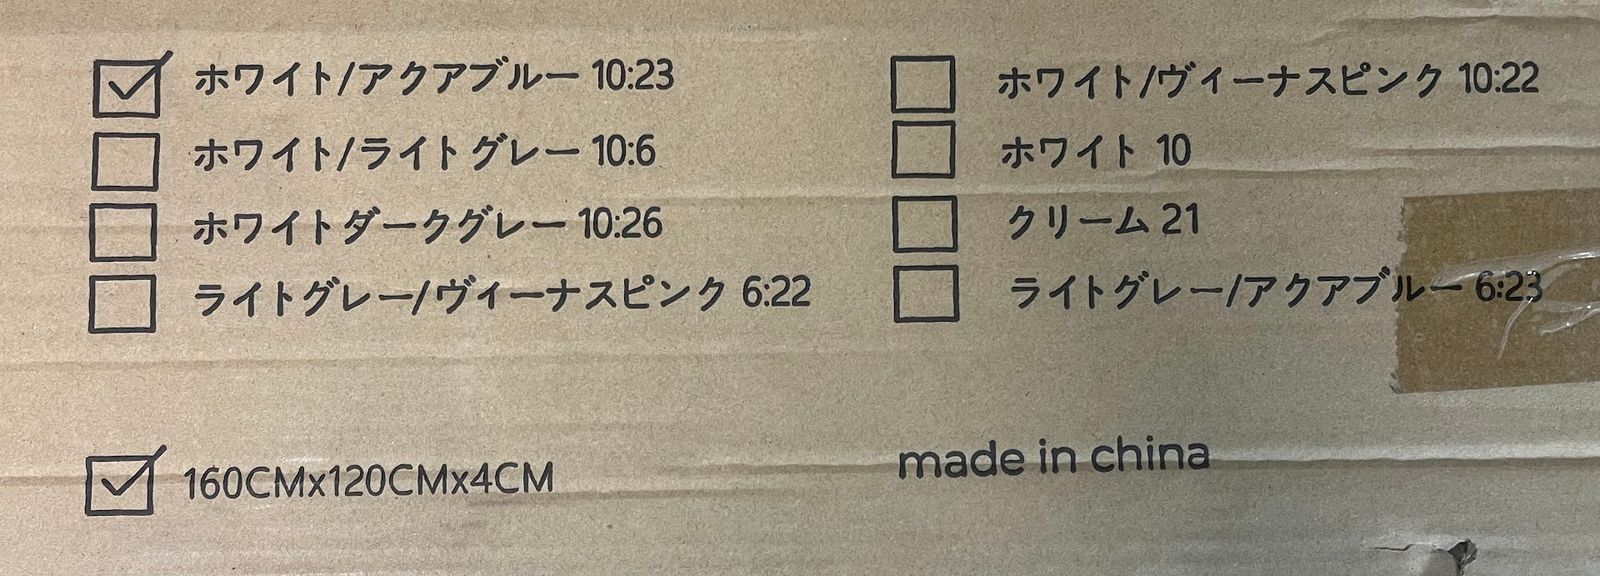 ホワイト/アクアブルー 10:23
ホワイト/ライトグレー 10:6
ホワイトダークグレー 10:26
ライトグレー/ヴィーナスピンク 6:22
ホワイト/ヴィーナスピンク 10:22
ホワイト 10
クリーム 21
ライトグレー/アクアブルー 6:23
160CMx120CMx4CM
made in china